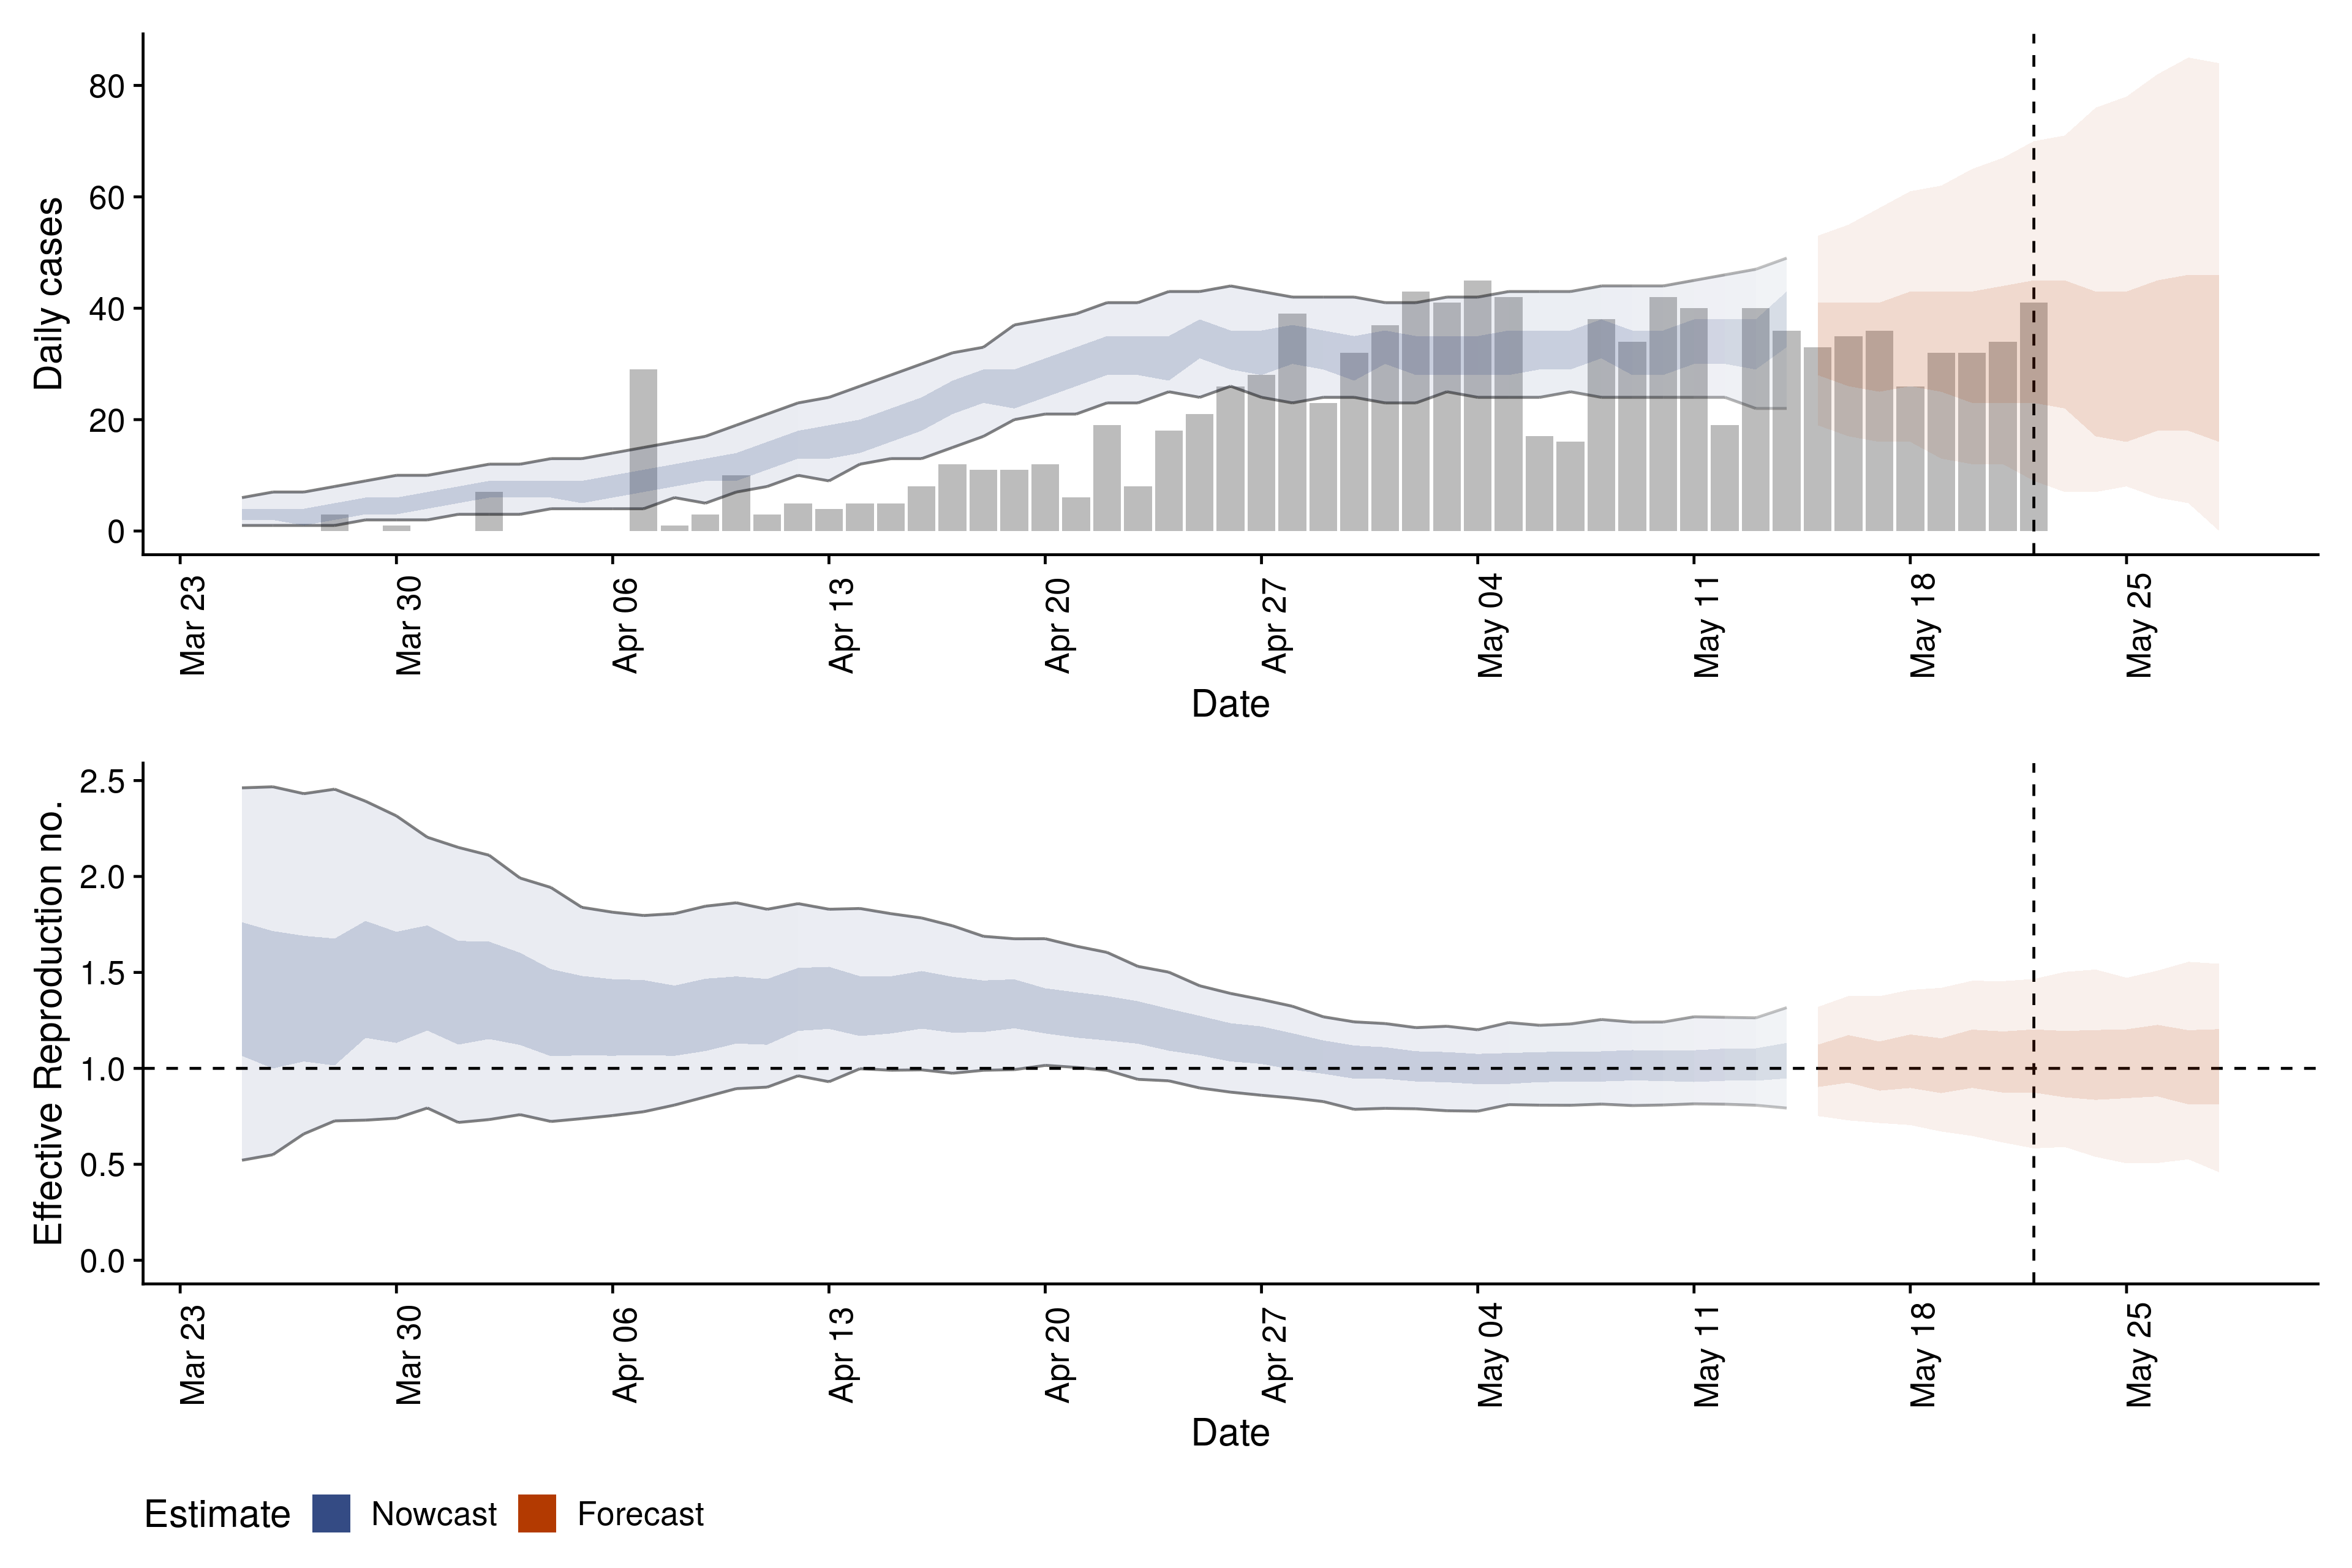 Daily cases
80
60
40
20
0
Mar 23
Mar 30
Apr 06
Apr 13
Apr 20
Apr 27
May 04
May 11
May 18
May 25
Date
Effective Reproduction no.
2.5
2.0
1.5
1.0
0.5
0.0
Mar 23
Mar 30
Apr 06
Apr 13
Apr 20
Apr 27
May 04
May 11
May 18
May 25
Date
Estimate Nowcast Forecast